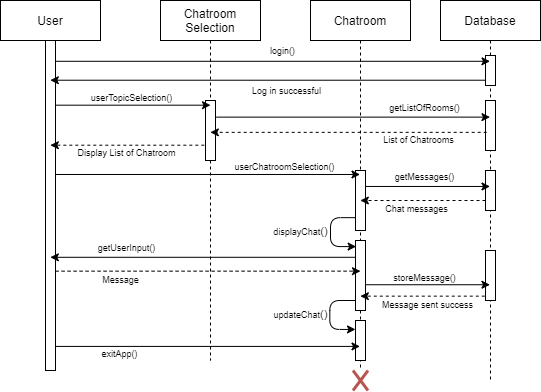 User
Chatroom
Selection
Chatroom
Database
login()
Log in successful
userTopicSelection()
getListOfRooms()
List of Chatrooms
Display List of Chatroom
userChatroomSelection()
getMessages()
Chat messages
displayChat()
getUserInput()
Message
storeMessage()
Message sent success
updateChat()
exitApp()